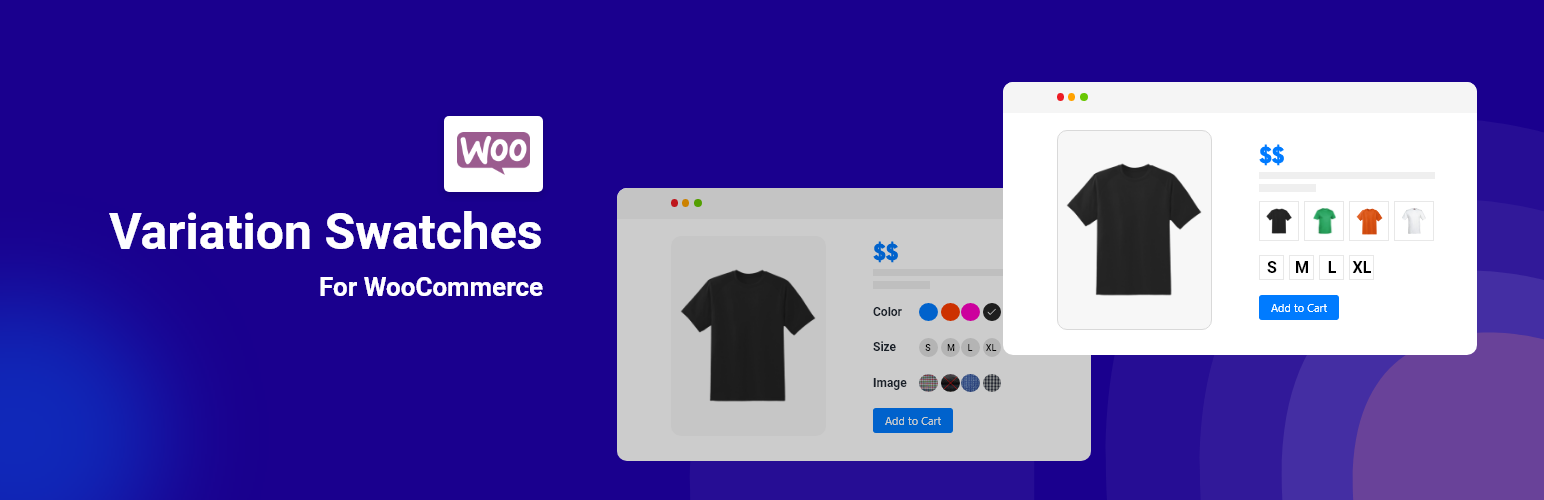 WOO
Variation Swatches
For WooCommerce
$$
Color
Size
S M L XL
Image
Add to Cart
$$
S M L XL
Add to Cart